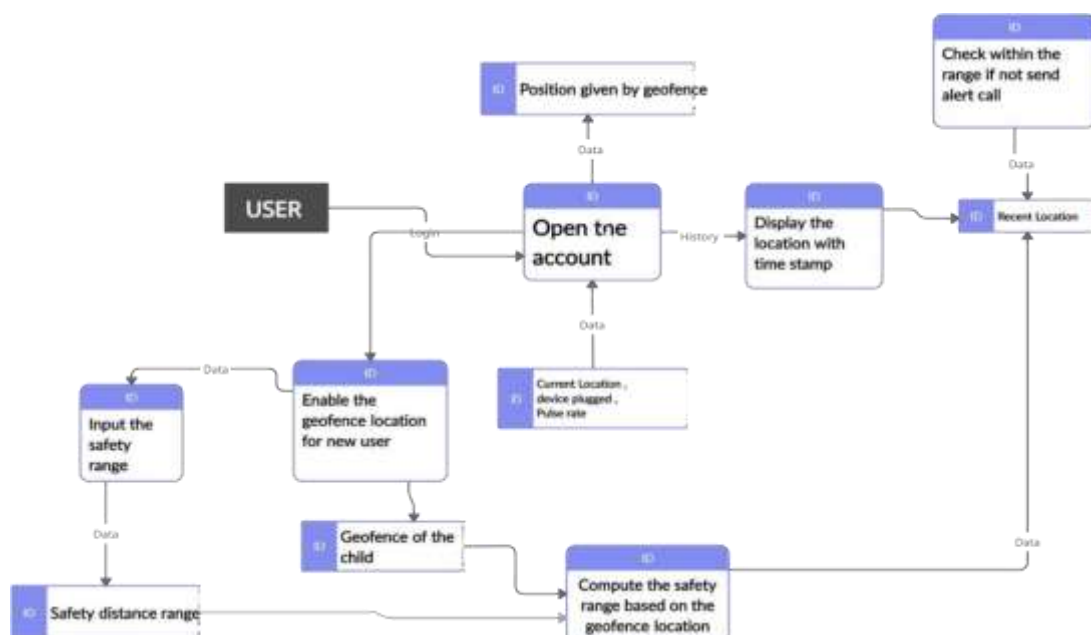 ID
Check within the
range if not send
alert call
ID
Position given by geofence
Data
Data
USER
ID
Open the
account
Login
History
ID
Display the
location with
time stamp
ID
Recent Location
Data
ID
Current Location ,
device plugged ,
Pulse rate
Data
ID
Input the
safety
range
ID
Enable the
geofence location
for new user
Data
ID
Geofence of the
child
Data
ID
Compute the safety
range based on the
geofence location
ID
Safety distance range